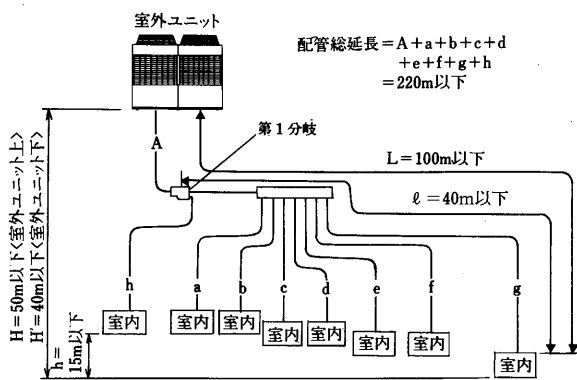 室外ユニット
配管総延長=A+a+b+c+d
+e+f+g+h
=220m以下
第1分岐
A
L=100m以下
ℓ=40m以下
H=50m以下<室外ユニット上>
H'=40m以下<室外ユニット下>
h a b c d e f g
室内 室内 室内 室内 室内 室内 室内 室内
h=
15m以下